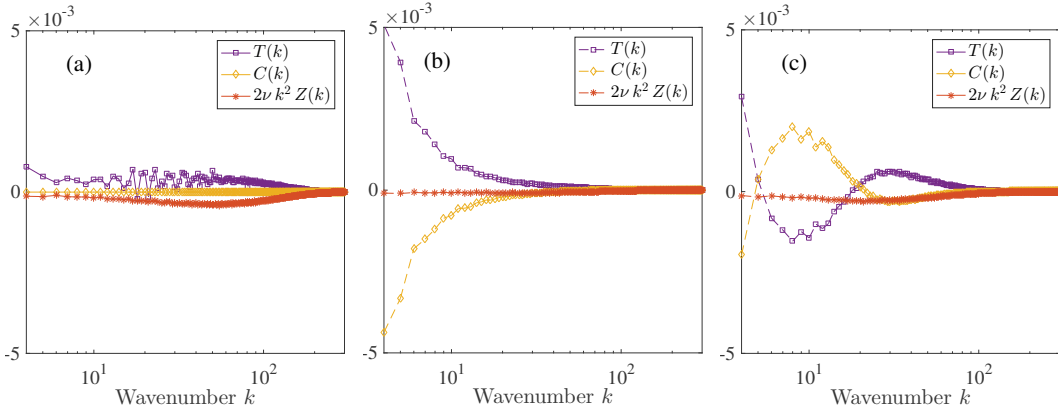 ×10⁻³
5
0
-5
(a)
T(k)
C(k)
2ν k² Z(k)
10¹
10²
Wavenumber k
×10⁻³
5
0
-5
(b)
T(k)
C(k)
2ν k² Z(k)
10¹
10²
Wavenumber k
×10⁻³
5
0
-5
(c)
T(k)
C(k)
2ν k² Z(k)
10¹
10²
Wavenumber k